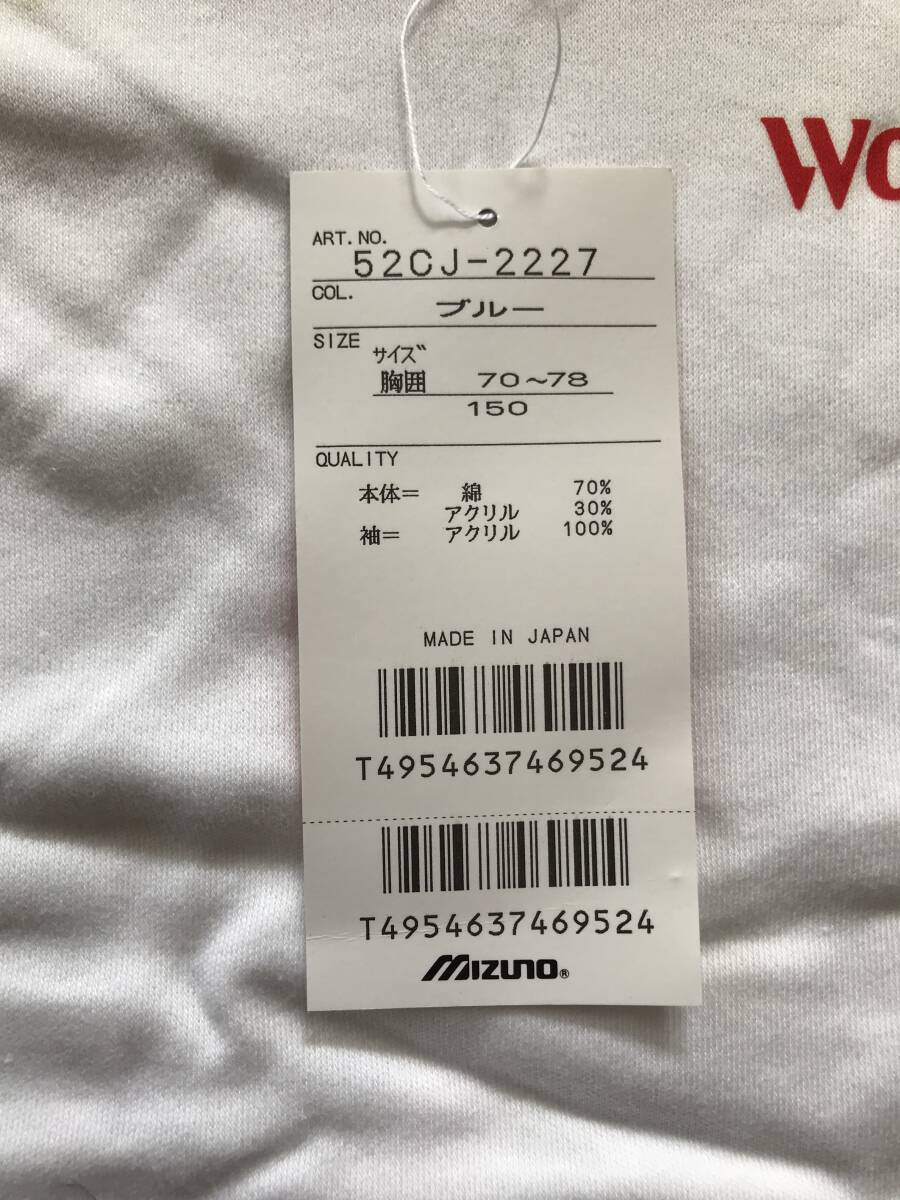 Wo
ART.NO.
52CJ-2227
COL.
ブルー
SIZE
サイズ
胸囲 70~78
150
QUALITY
本体= 綿 70%
アクリル 30%
袖= アクリル 100%
MADE IN JAPAN
T4954637469524
T4954637469524
MIZUNO®